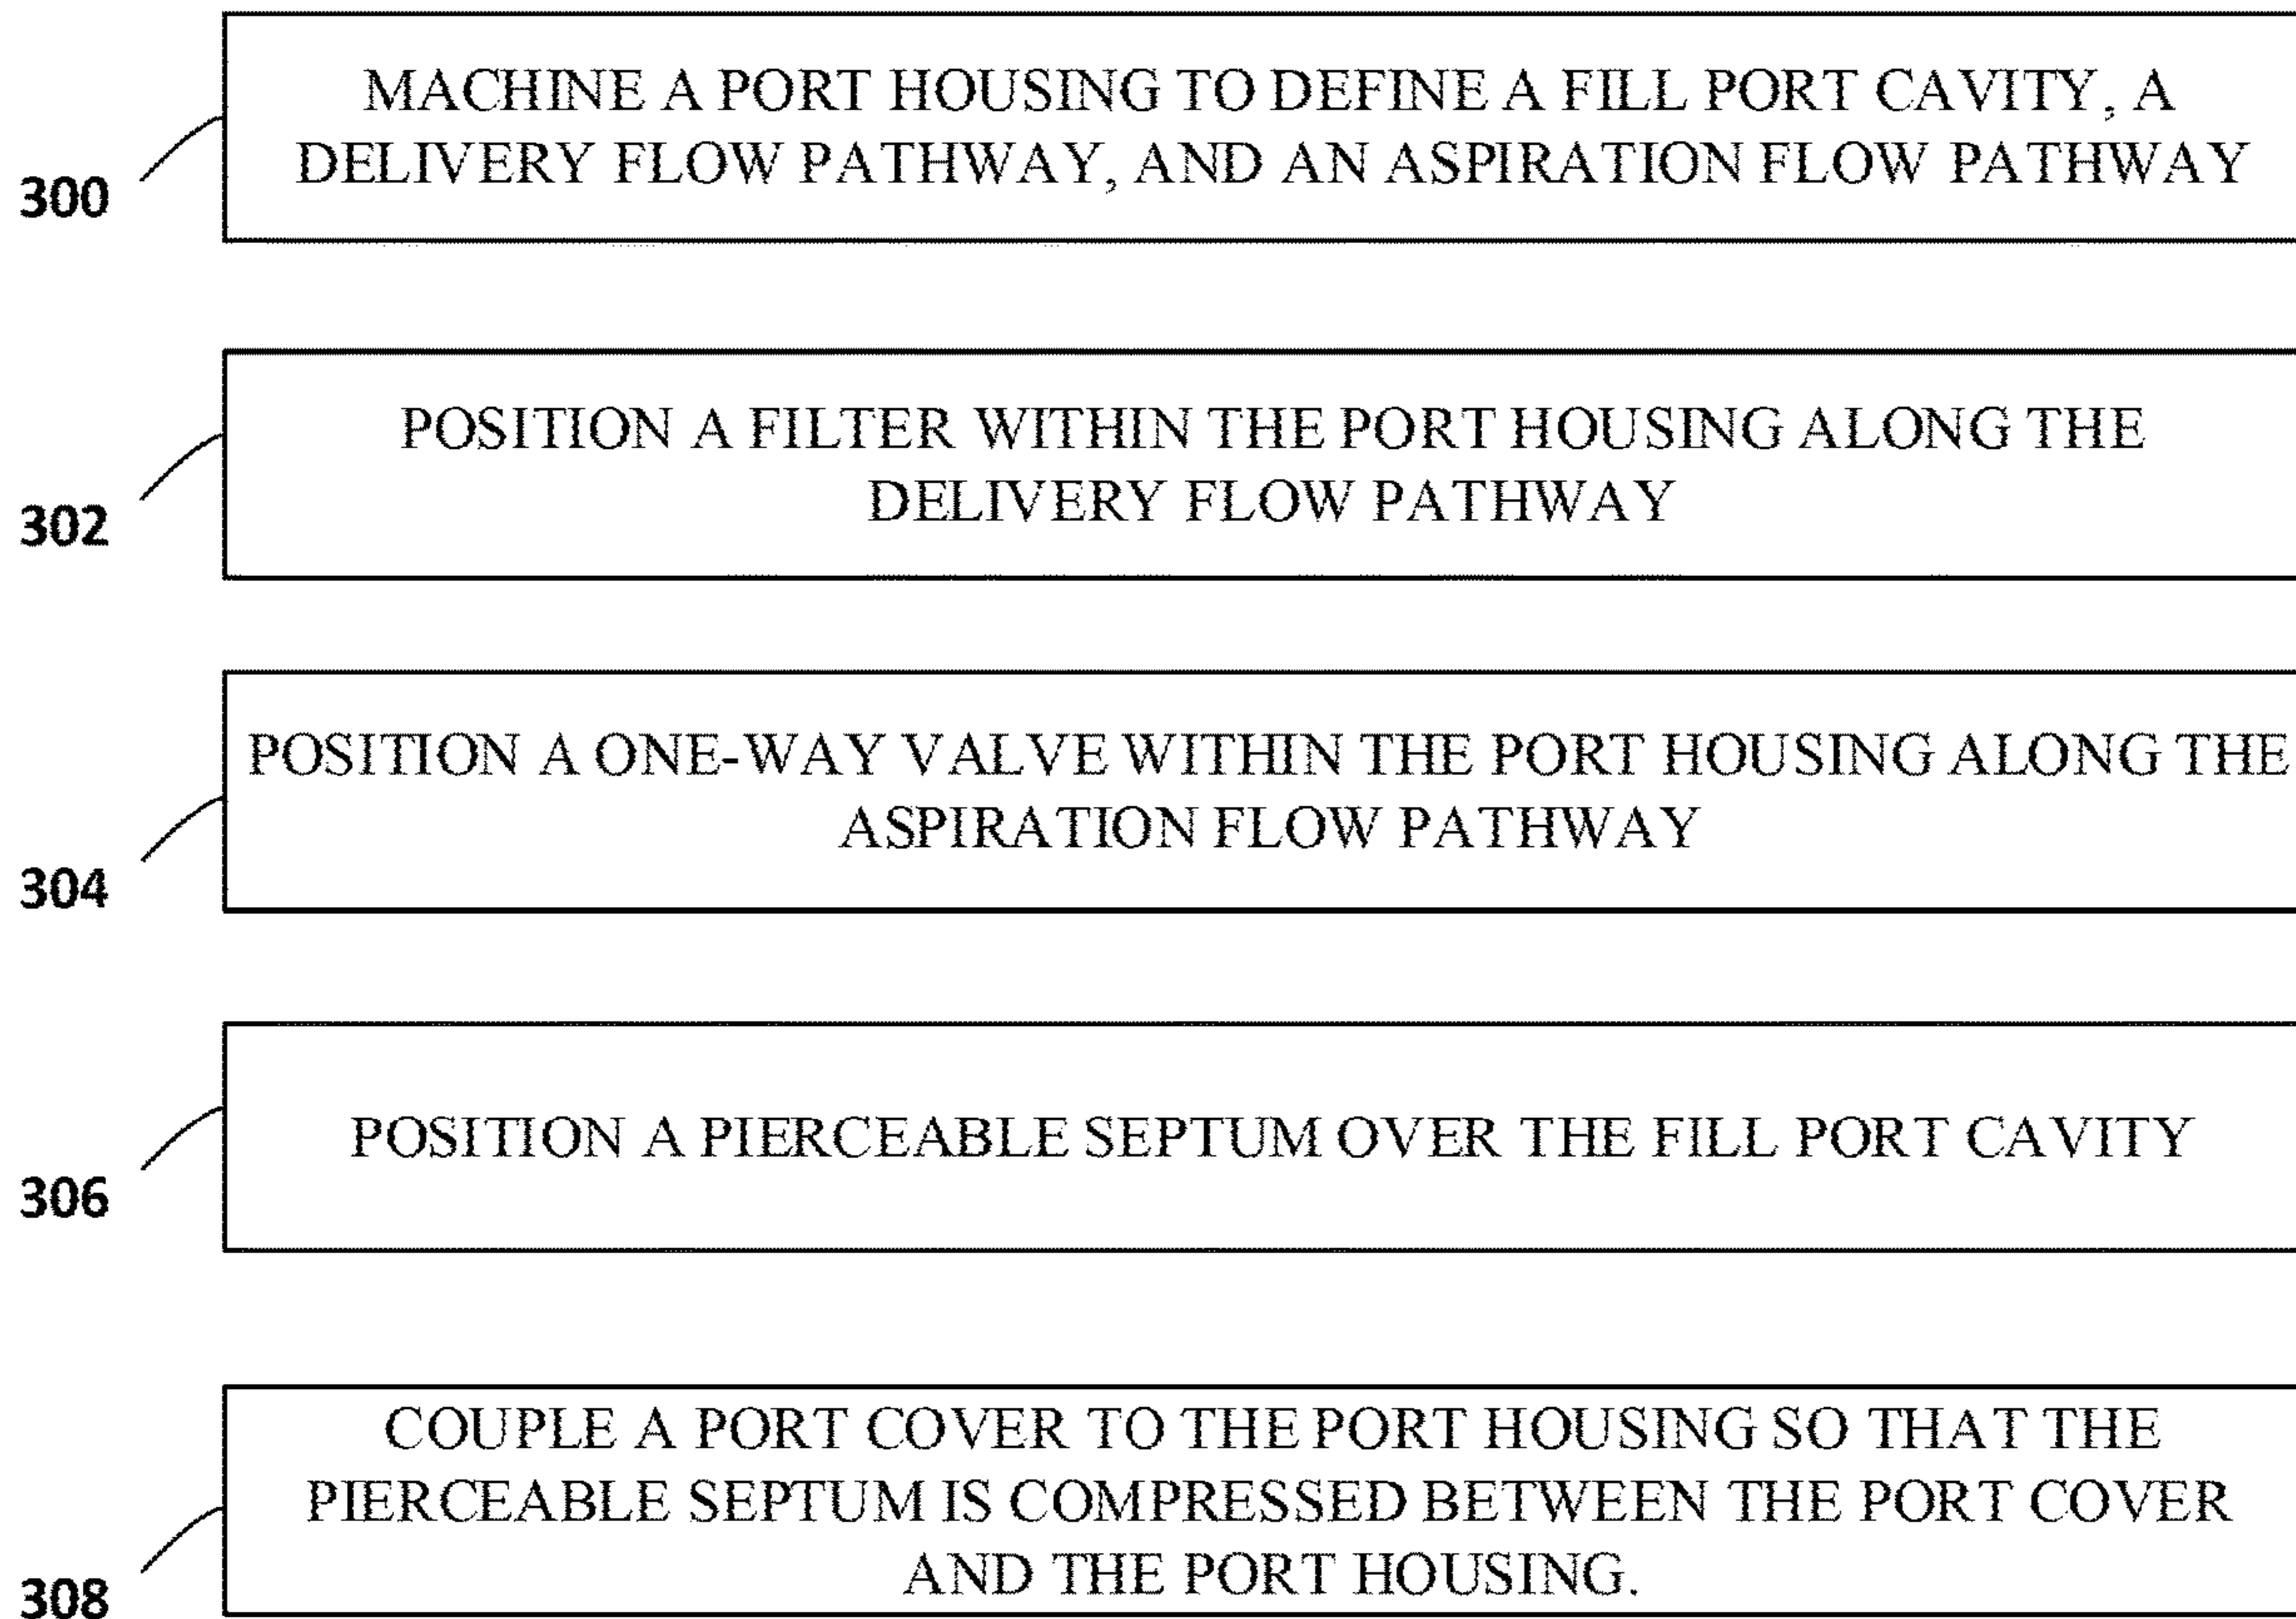 MACHINE A PORT HOUSING TO DEFINE A FILL PORT CAVITY, A
DELIVERY FLOW PATHWAY, AND AN ASPIRATION FLOW PATHWAY
300
POSITION A FILTER WITHIN THE PORT HOUSING ALONG THE
DELIVERY FLOW PATHWAY
302
POSITION A ONE-WAY VALVE WITHIN THE PORT HOUSING ALONG THE
ASPIRATION FLOW PATHWAY
304
POSITION A PIERCEABLE SEPTUM OVER THE FILL PORT CAVITY
306
COUPLE A PORT COVER TO THE PORT HOUSING SO THAT THE
PIERCEABLE SEPTUM IS COMPRESSED BETWEEN THE PORT COVER
AND THE PORT HOUSING.
308